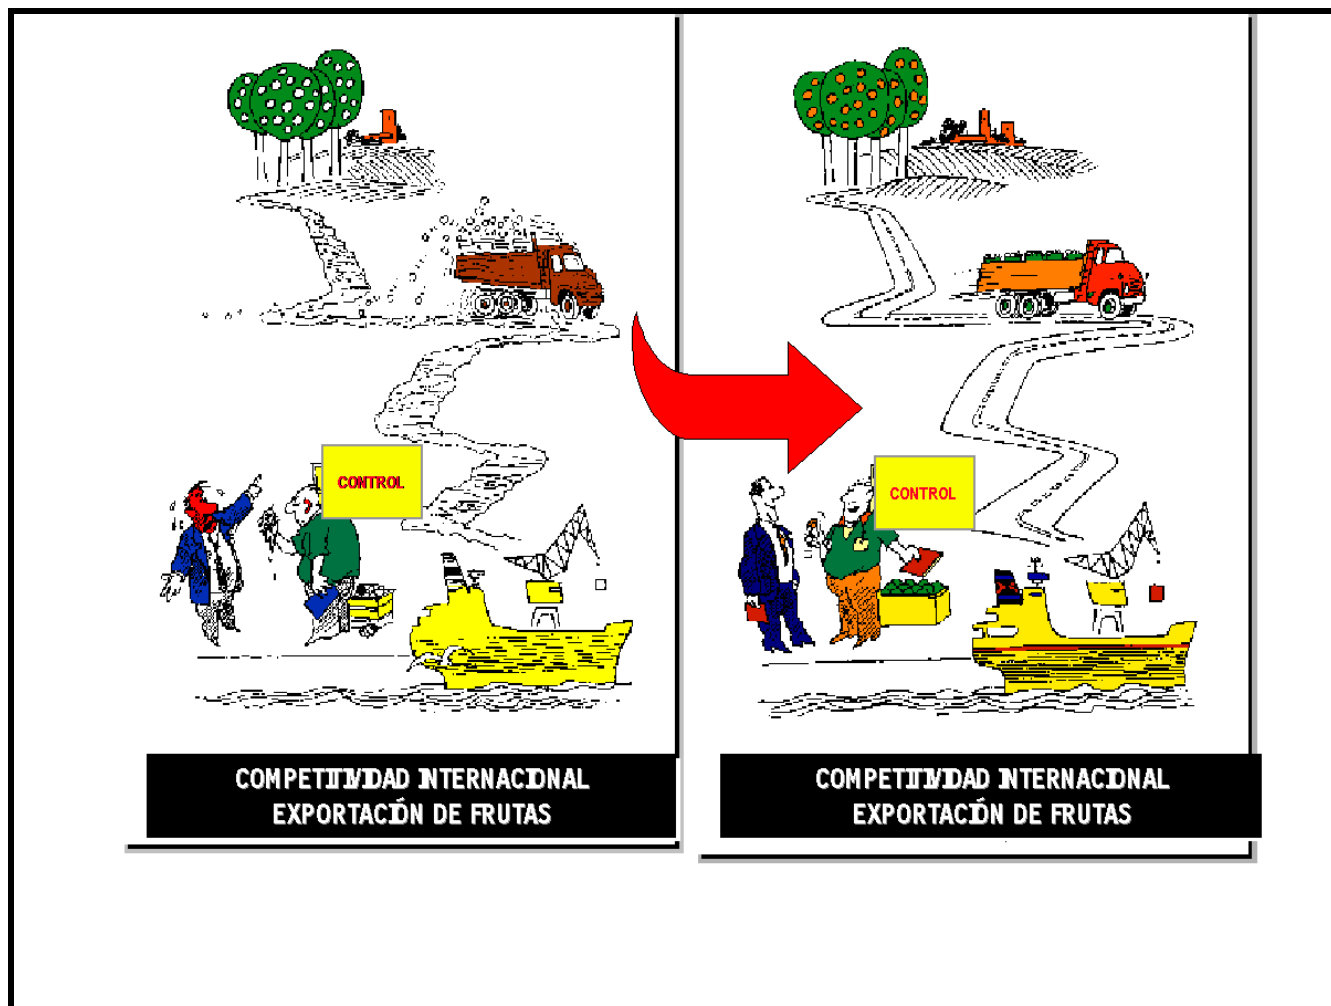 CONTROL
COMPETITIVIDAD INTERNACIONAL
EXPORTACIÓN DE FRUTAS
CONTROL
COMPETITIVIDAD INTERNACIONAL
EXPORTACIÓN DE FRUTAS